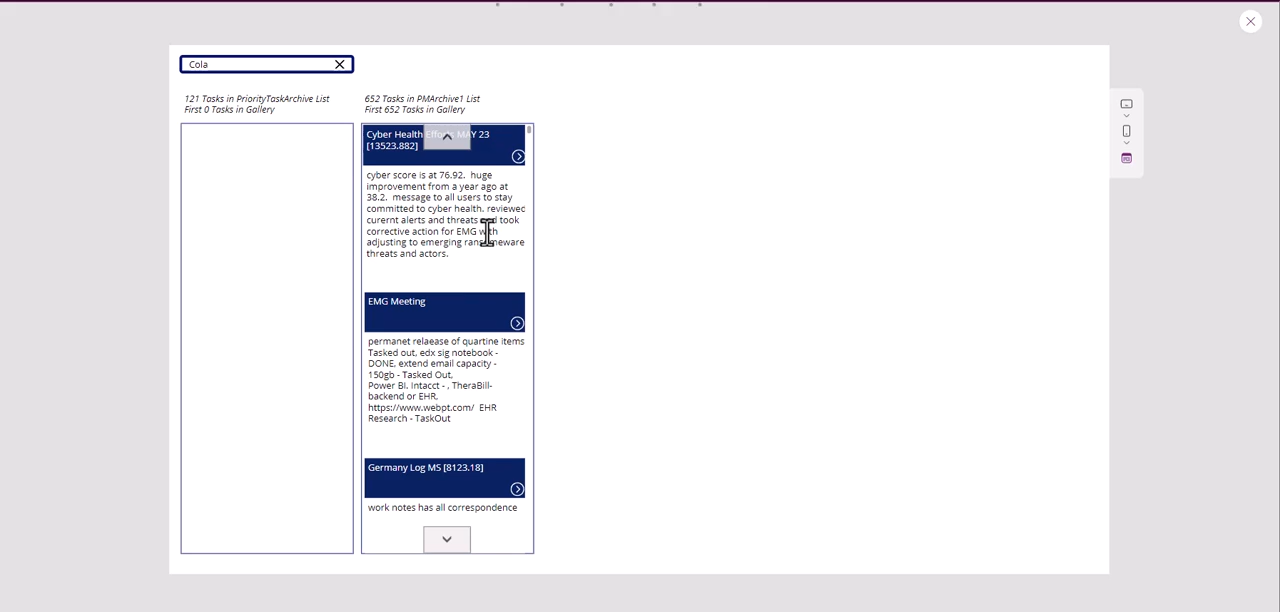 Cola
121 Tasks in PriorityTaskArchive List
First 0 Tasks in Gallery
652 Tasks in PMArchive1 List
First 652 Tasks in Gallery
Cyber Health Efforts MAY 23
[13523.882]
cyber score is at 76.92. huge
improvement from a year ago at
38.2. message to all users to stay
committed to cyber health. reviewed
curernt alerts and threats and took
corrective action for EMG with
adjusting to emerging
threats and actors.
EMG Meeting
permanet relaease of quartine items
Tasked out, edx sig notebook -
DONE, extend email capacity -
150gb - Tasked Out,
Power BI, Intacct - , TheraBill-
backend or EHR,
https://www.webpt.com/ EHR
Research - TaskOut
Germany Log MS [8123.18]
work notes has all correspondence